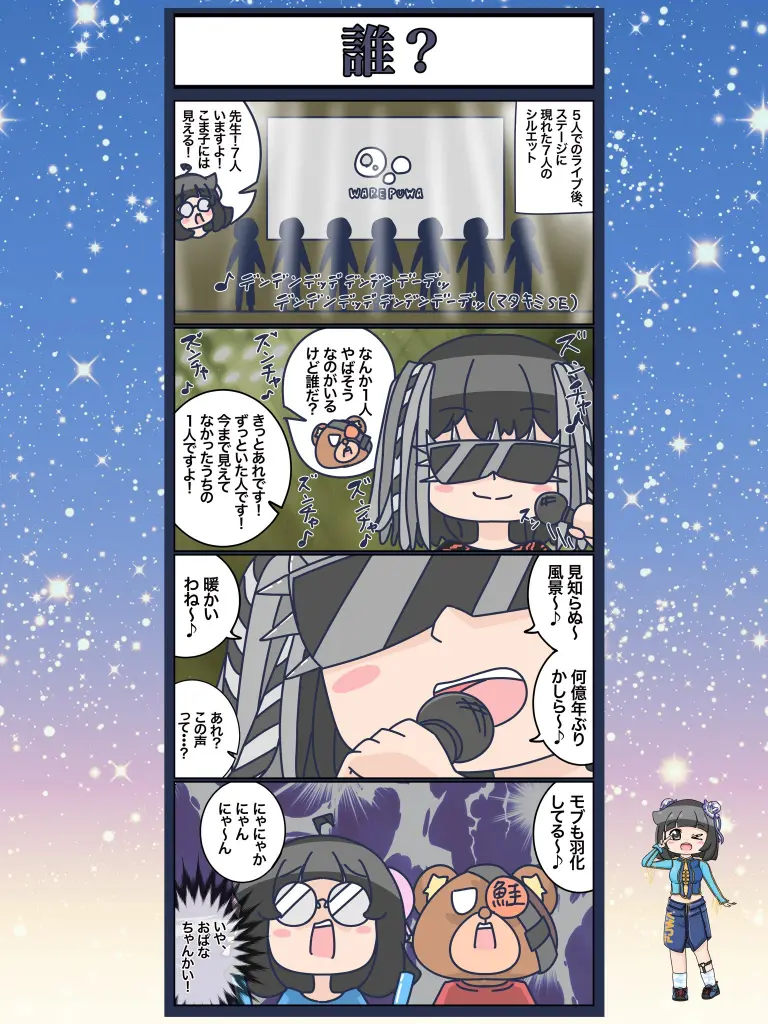 誰？
5人でのライブ後、
ステージに
現れた7人の
シルエット
先生！7人
いますよ！
こま子には
見える！
WAREPUWA
♪デンデンデッデデンデンデーデッ
デンデンデッデデンデンデーデッ(マタキミSE)
ズンチャ♪
ズンチャ♪
ズンチャ♪
なんか1人
やばそう
なのがいる
けど誰だ？
きっとあれです！
ずっといた人です！
今まで見えて
なかったうちの
1人ですよ！
ズンチャ♪
ズンチャ♪
ズン
見知らぬ〜
風景〜♪
何億年ぶり
かしら〜♪
暖かい
わね〜♪
あれ？
この声
って…？
モブも羽化
してる〜♪
にゃにゃか
にゃん
にゃ〜ん
鮭
いや、
おぱな
ちゃんかい！
PUWA